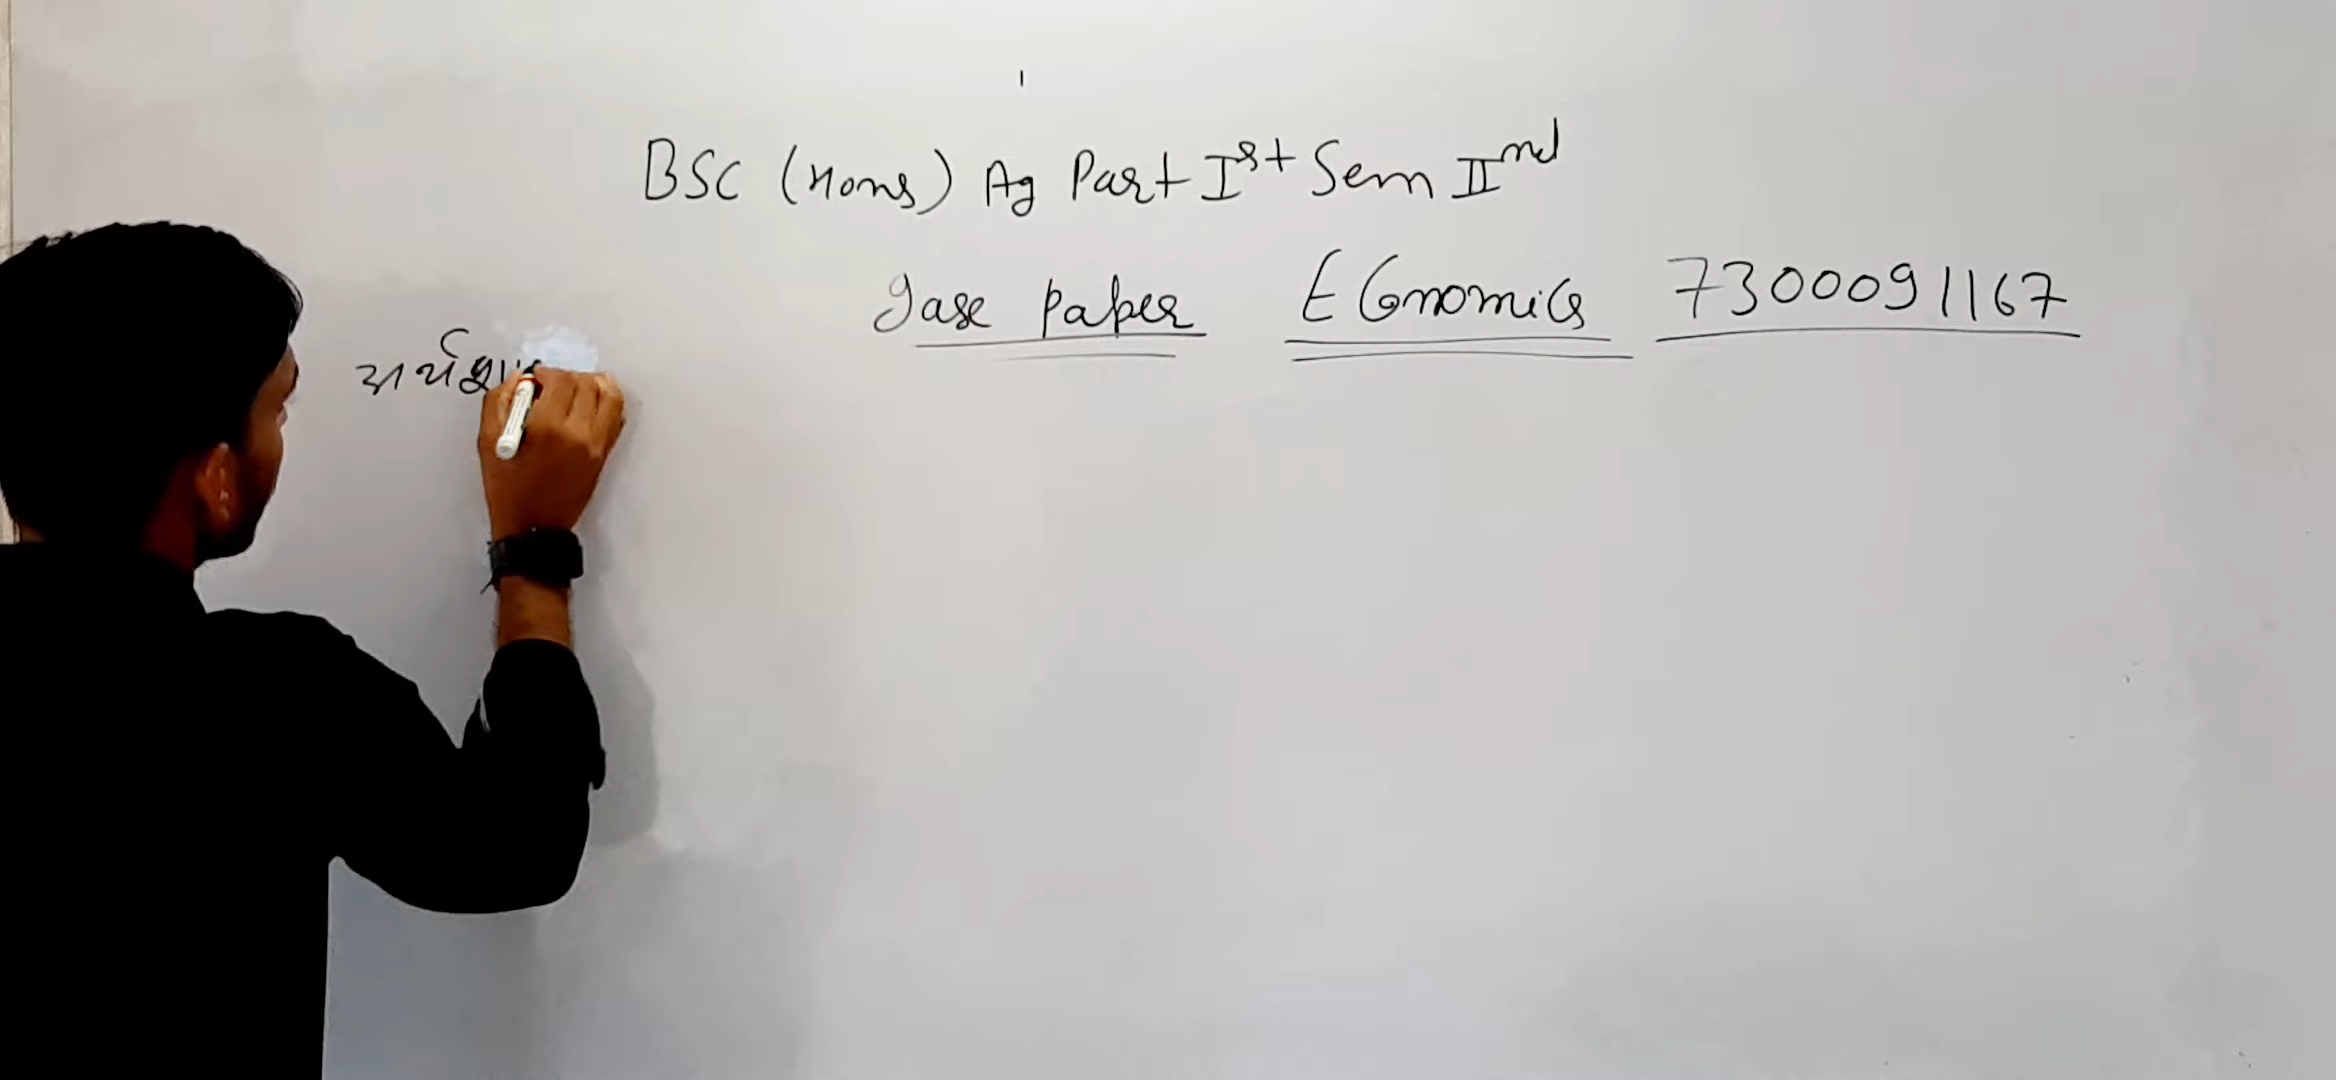 BSC (Hons) Ag Part Ist Sem IInd
Gase Paper Economics 7300091167